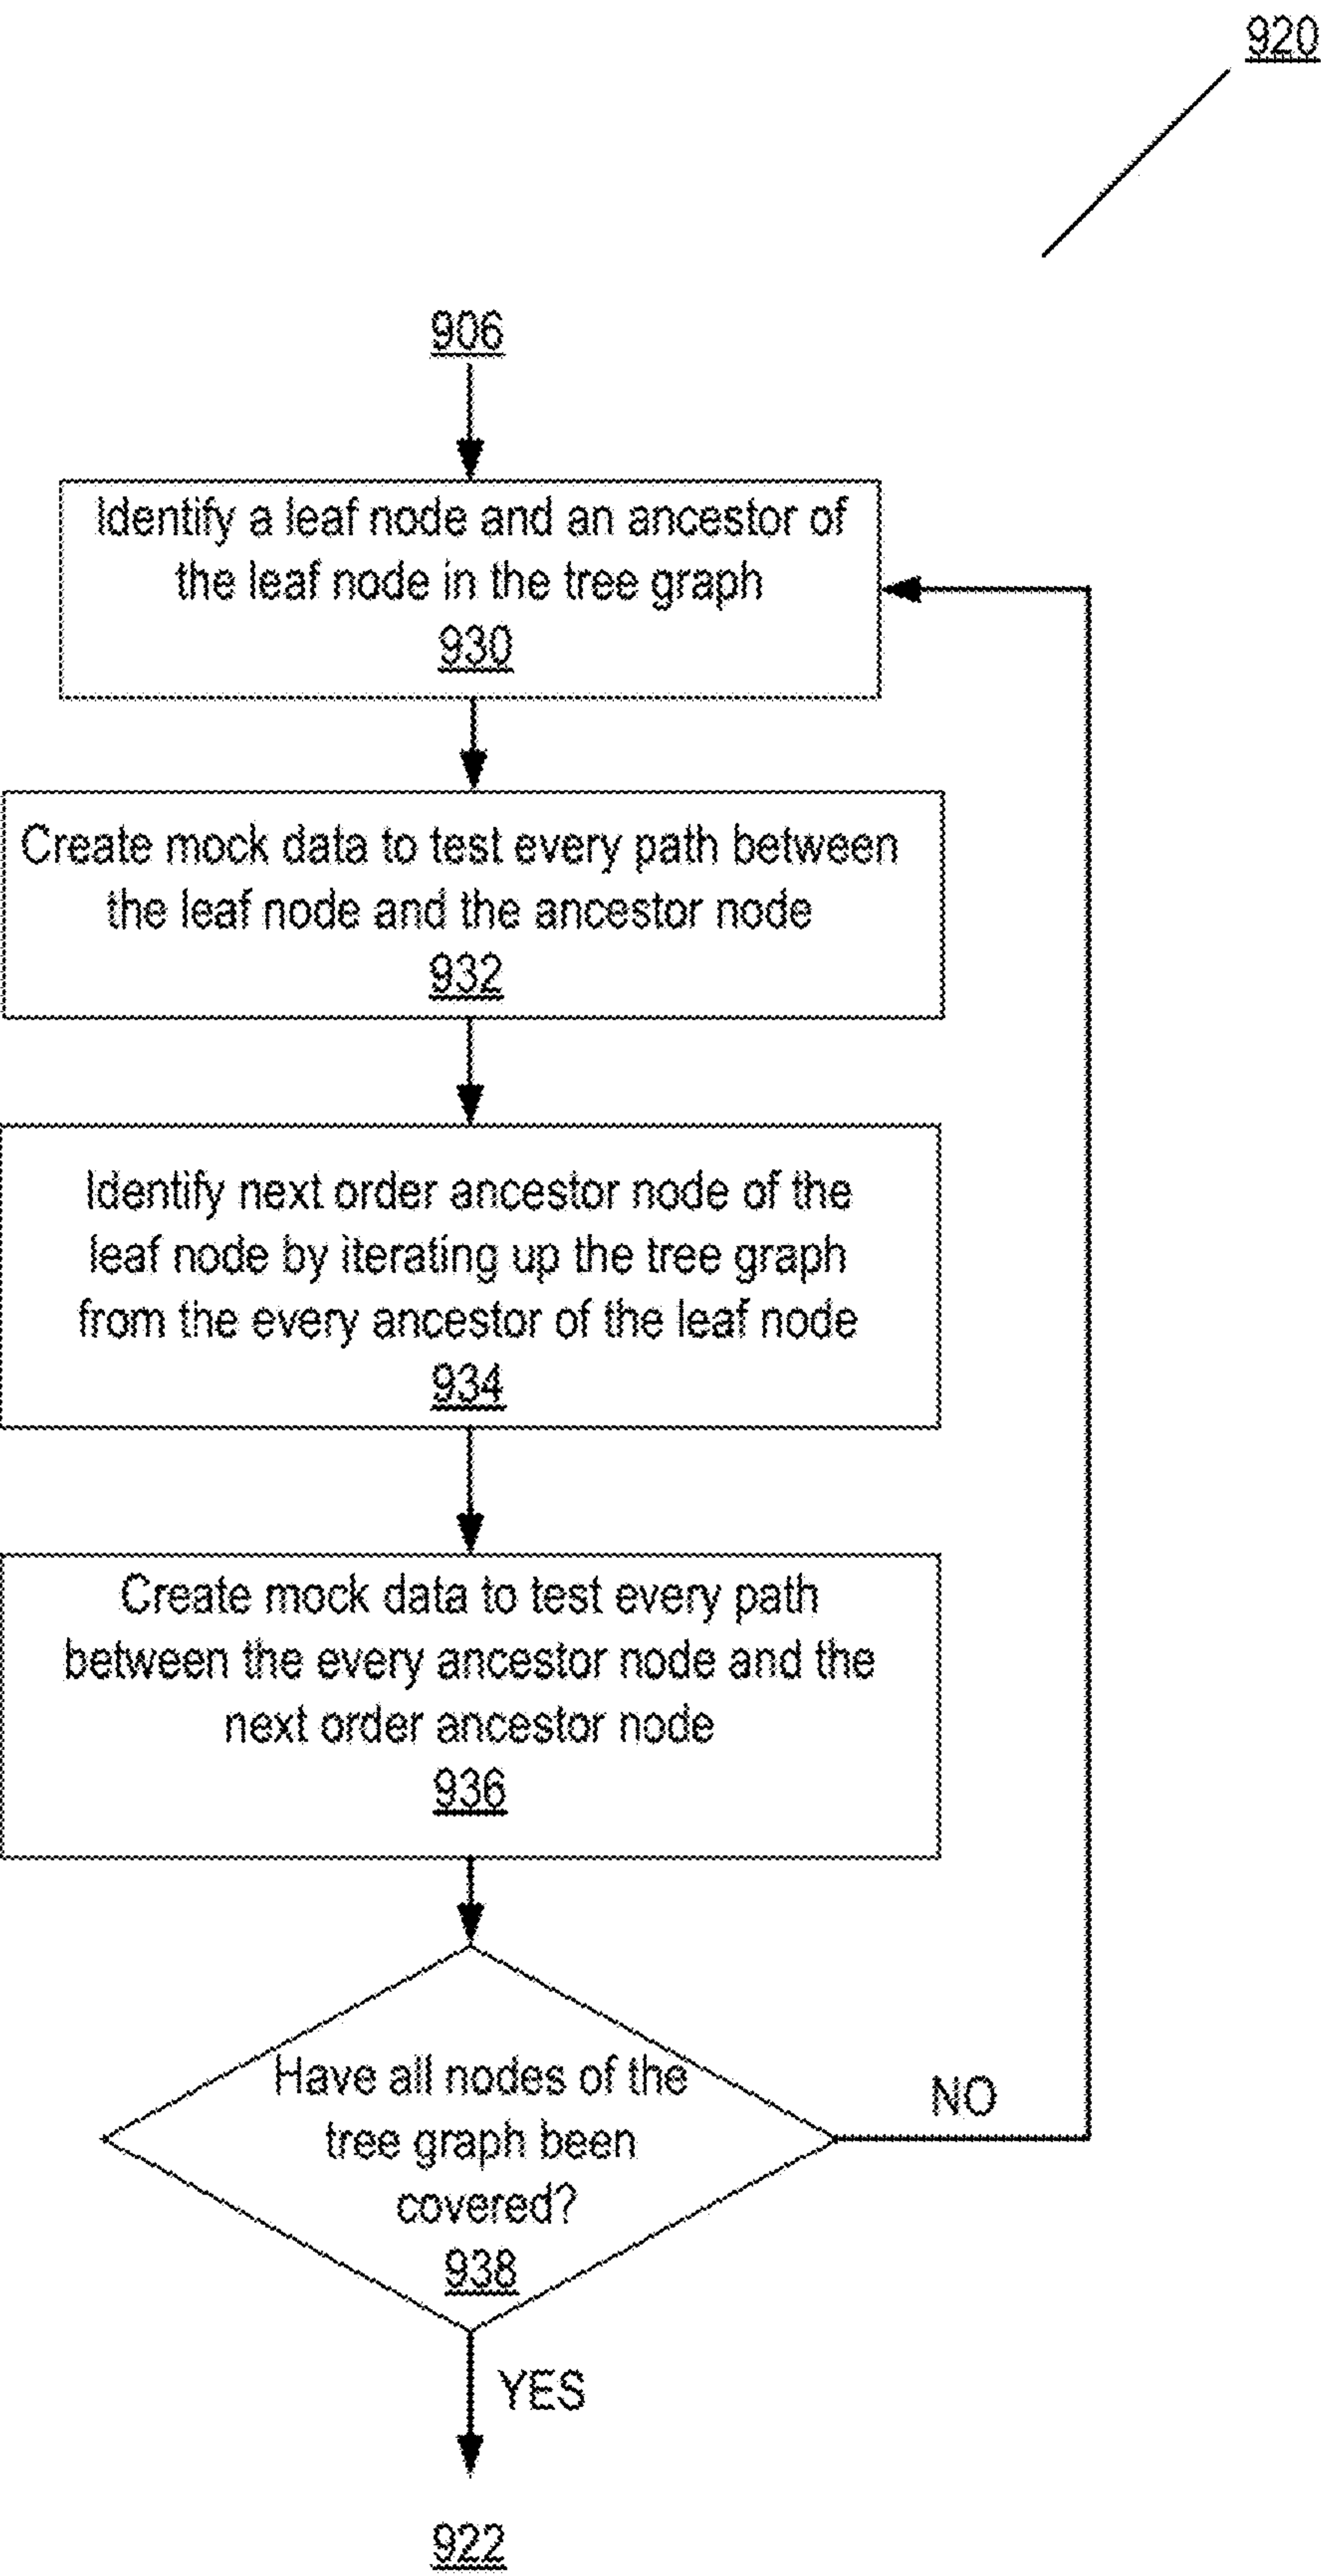 920
906
Identify a leaf node and an ancestor of
the leaf node in the tree graph
930
Create mock data to test every path between
the leaf node and the ancestor node
932
Identify next order ancestor node of the
leaf node by iterating up the tree graph
from the every ancestor of the leaf node
934
Create mock data to test every path
between the every ancestor node and the
next order ancestor node
936
Have all nodes of the
tree graph been
covered?
938
NO
YES
922